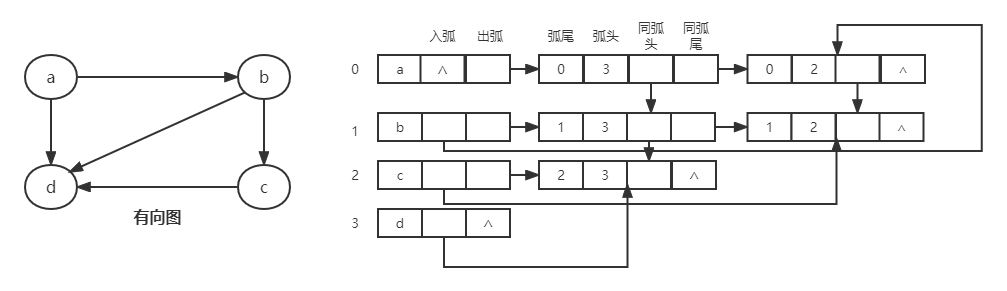 入弧 出弧 弧尾 弧头 同弧头 同弧尾
a b
d c
有向图
0 a ∧ 0 3 0 2 ∧
1 b 1 3 1 2 ∧
2 c 2 3 ∧
3 d ∧